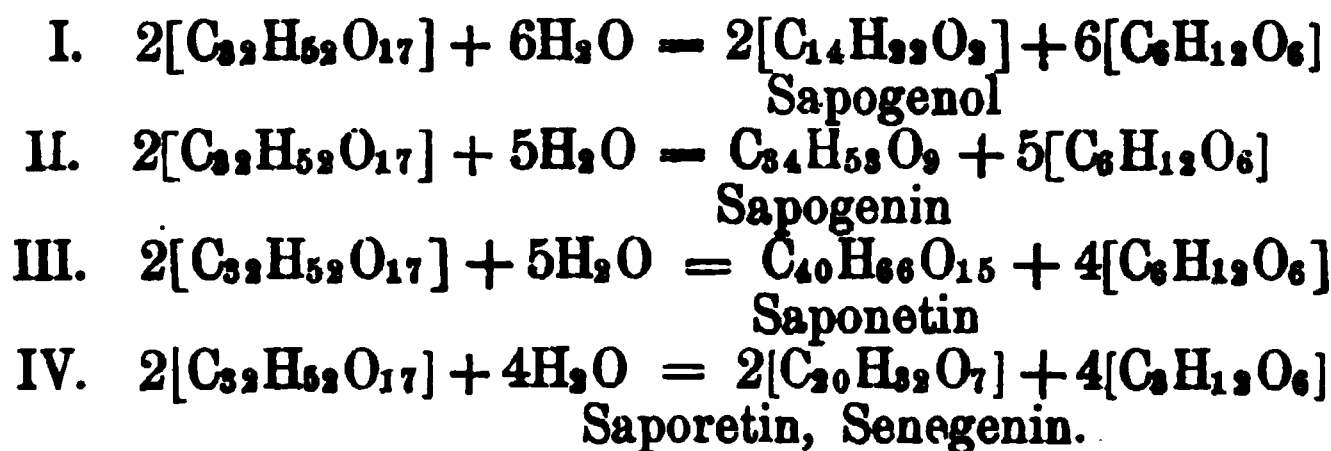 I. 2[C₃₂H₅₂O₁₇] + 6H₂O = 2[C₁₄H₂₂O₂] + 6[C₆H₁₂O₆]
Sapogenol
II. 2[C₃₂H₅₂O₁₇] + 5H₂O = C₃₄H₅₃O₉ + 5[C₆H₁₂O₆]
Sapogenin
III. 2[C₃₂H₅₂O₁₇] + 5H₂O = C₄₀H₆₆O₁₅ + 4[C₆H₁₂O₆]
Saponetin
IV. 2[C₃₂H₅₂O₁₇] + 4H₂O = 2[C₂₀H₃₂O₇] + 4[C₆H₁₂O₆]
Saporetin, Senegenin.